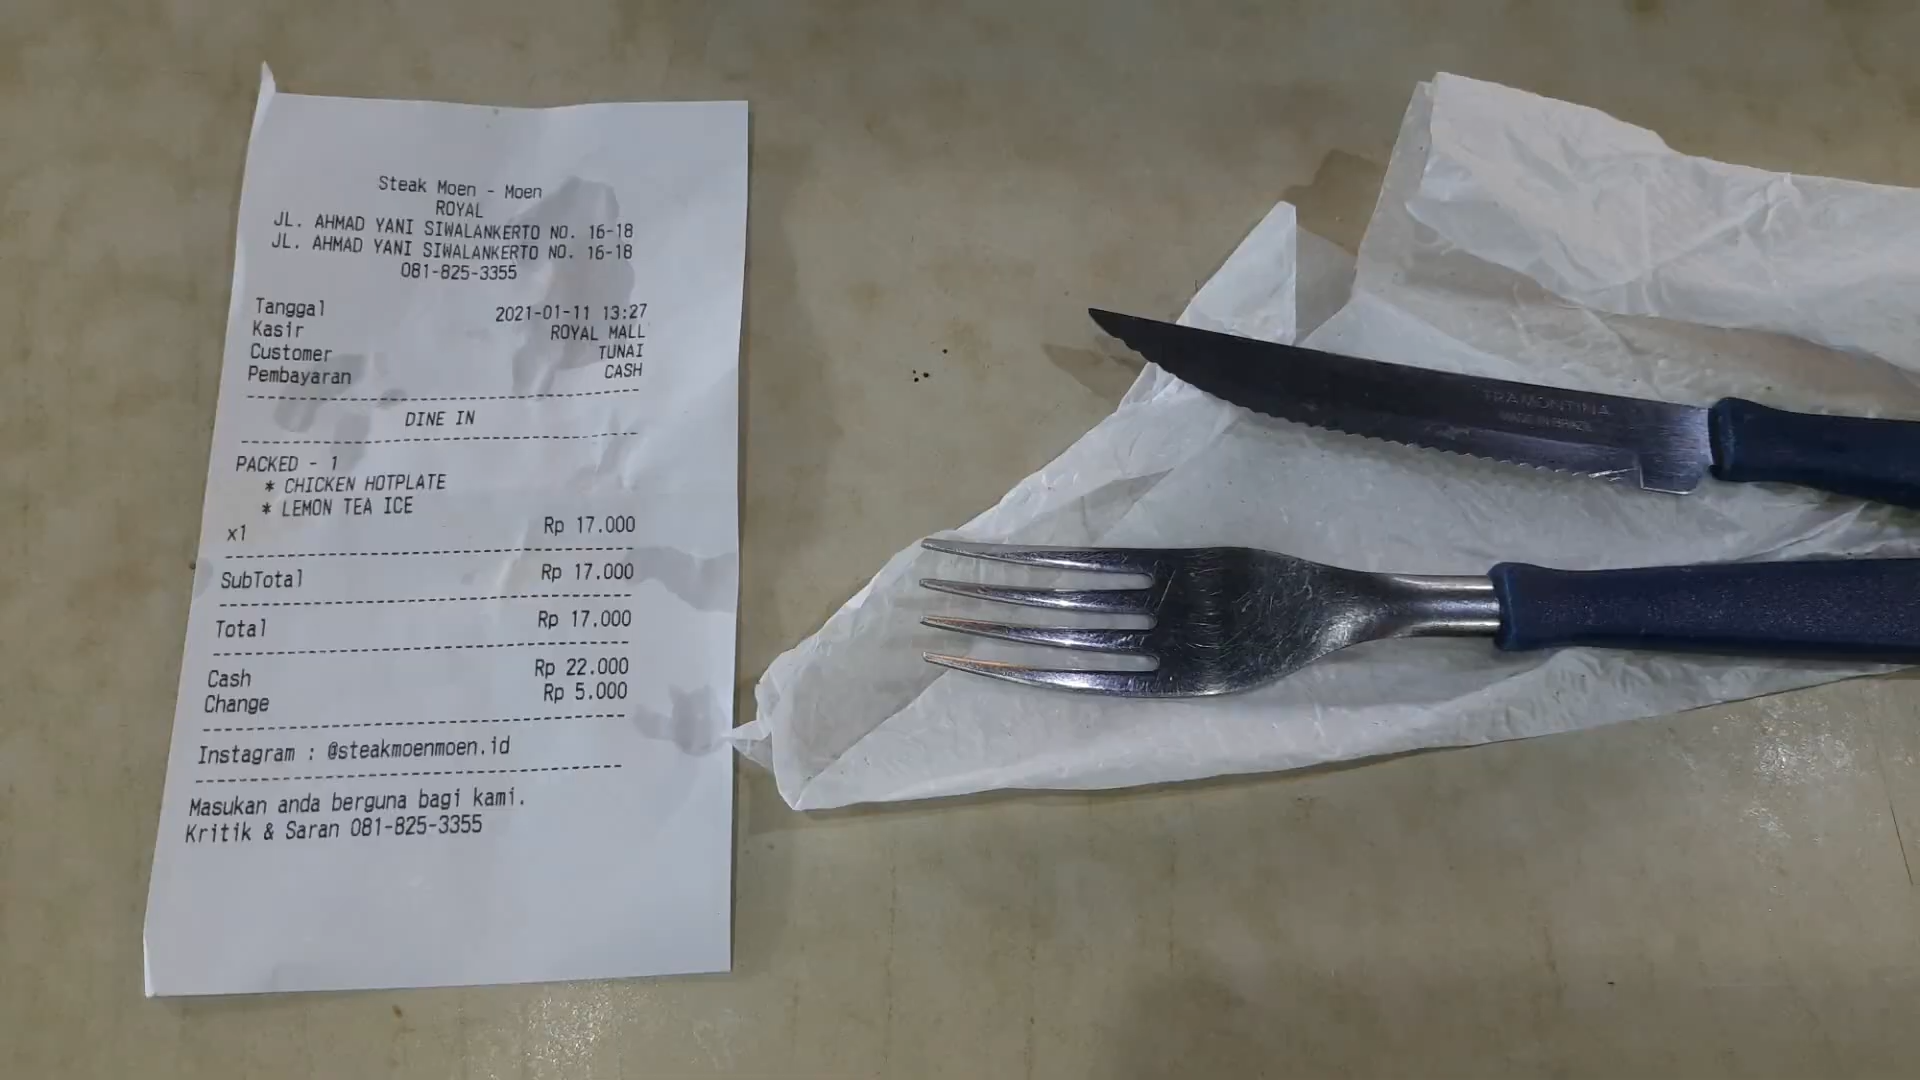 Steak Moen - Moen
ROYAL
JL. AHMAD YANI SIWALANKERTO NO. 16-18
JL. AHMAD YANI SIWALANKERTO NO. 16-18
081-825-3355
Tanggal 2021-01-11 13:27
Kasir ROYAL MALL
Customer TUNAI
Pembayaran CASH
DINE IN
PACKED - 1
* CHICKEN HOTPLATE
* LEMON TEA ICE
x1 Rp 17.000
SubTotal Rp 17.000
Total Rp 17.000
Cash Rp 22.000
Change Rp 5.000
Instagram : @steakmoenmoen.id
Masukan anda berguna bagi kami.
Kritik & Saran 081-825-3355
TRAMONTINA
MADE IN BRAZIL